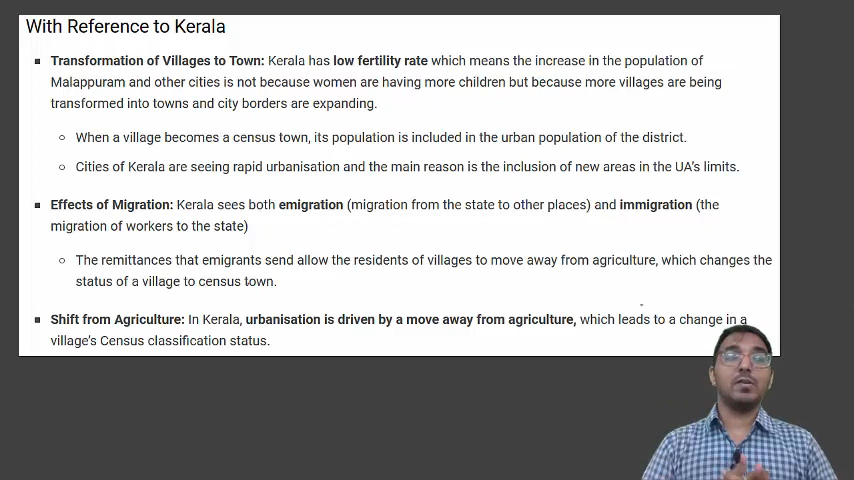 With Reference to Kerala
▪ Transformation of Villages to Town: Kerala has low fertility rate which means the increase in the population of
Malappuram and other cities is not because women are having more children but because more villages are being
transformed into towns and city borders are expanding.
○ When a village becomes a census town, its population is included in the urban population of the district.
○ Cities of Kerala are seeing rapid urbanisation and the main reason is the inclusion of new areas in the UA's limits.
▪ Effects of Migration: Kerala sees both emigration (migration from the state to other places) and immigration (the
migration of workers to the state)
○ The remittances that emigrants send allow the residents of villages to move away from agriculture, which changes the
status of a village to census town.
▪ Shift from Agriculture: In Kerala, urbanisation is driven by a move away from agriculture, which leads to a change in a
village's Census classification status.